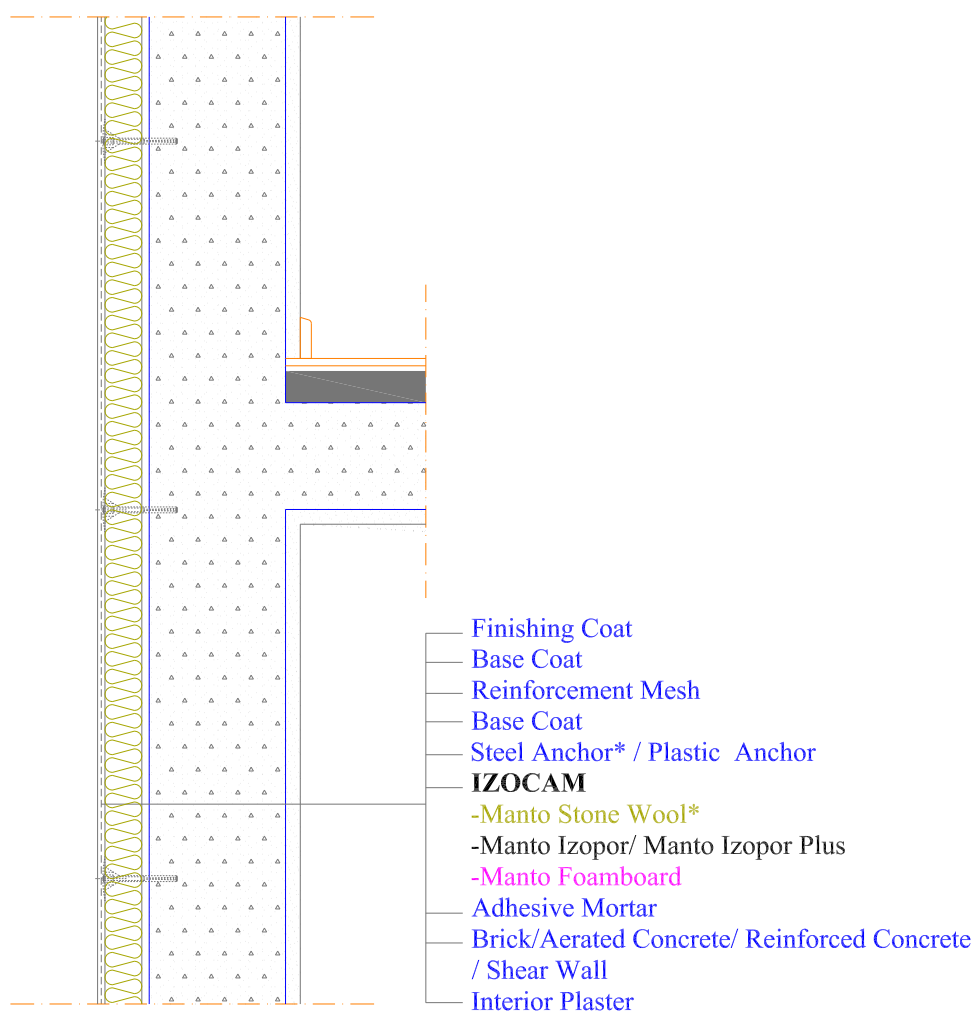 Finishing Coat
Base Coat
Reinforcement Mesh
Base Coat
Steel Anchor* / Plastic  Anchor
IZOCAM
-Manto Stone Wool*
-Manto Izopor/ Manto Izopor Plus
-Manto Foamboard
Adhesive Mortar
Brick/Aerated Concrete/ Reinforced Concrete
/ Shear Wall
Interior Plaster